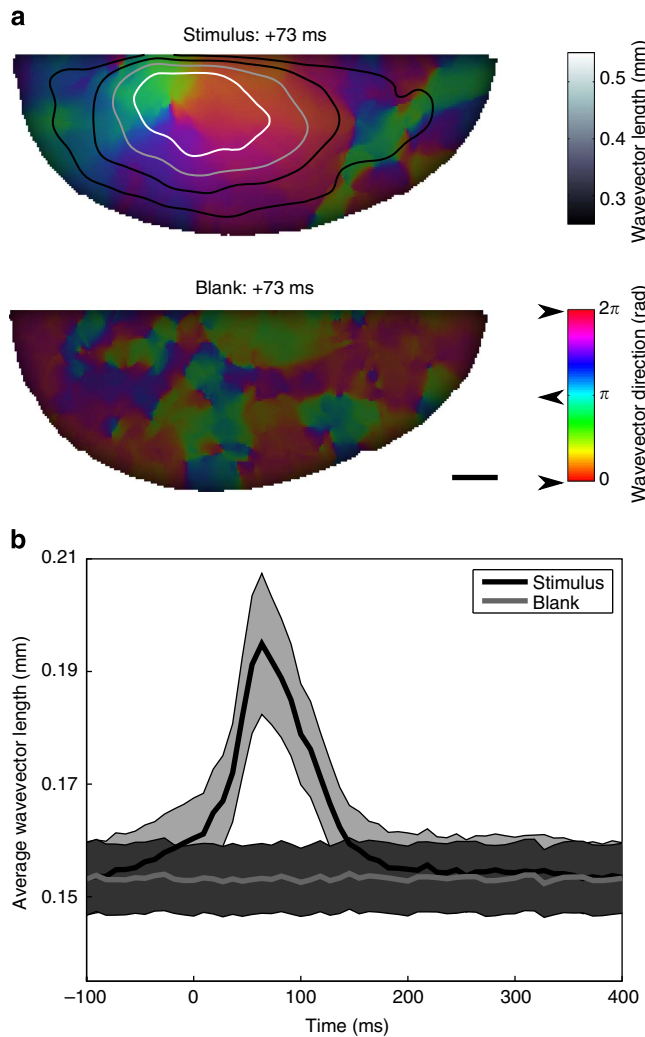 a
Stimulus: +73 ms
0.5
0.3
Wavevector length (mm)
Blank: +73 ms
2π
π
0
Wavevector direction (rad)
b
0.21
0.19
0.17
0.15
Average wavevector length (mm)
Stimulus
Blank
−100
0
100
200
300
400
Time (ms)